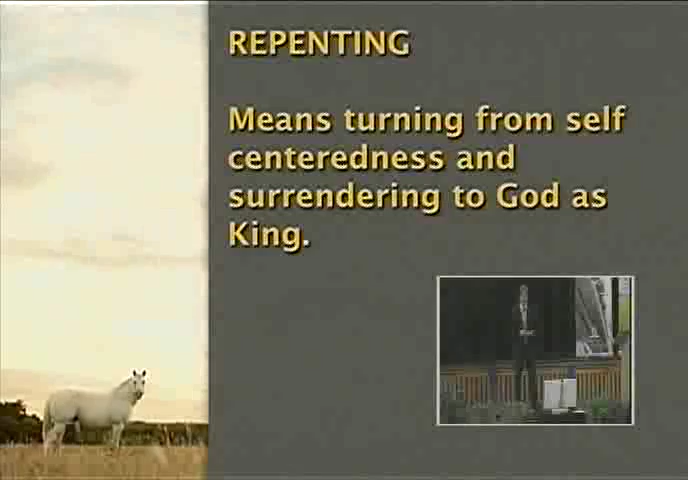 REPENTING
Means turning from self
centeredness and
surrendering to God as
King.